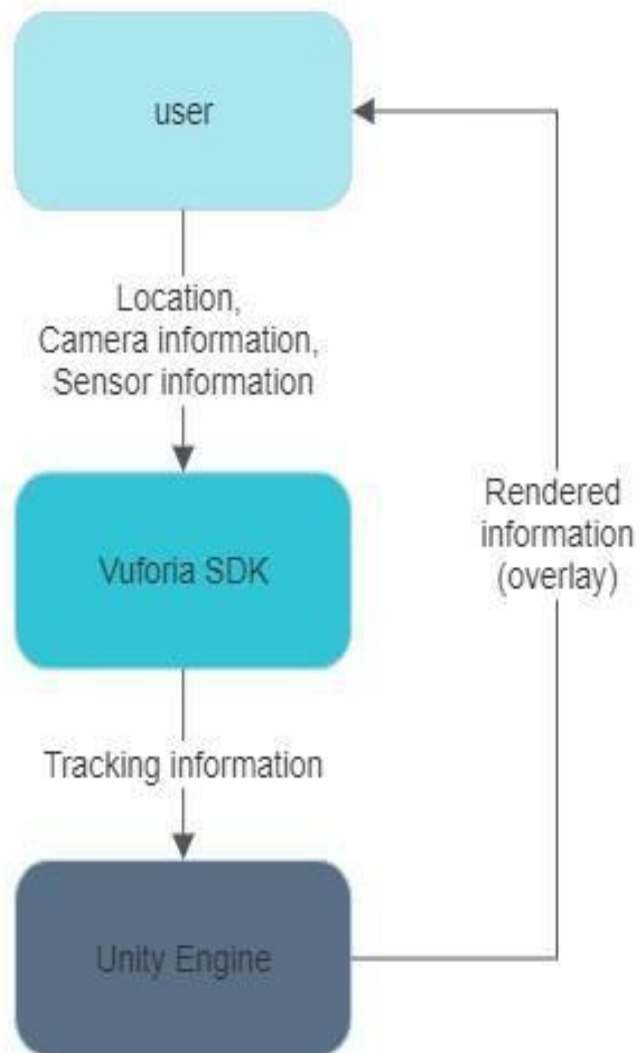 user
Location,
Camera information,
Sensor information
Vuforia SDK
Rendered
information
(overlay)
Tracking information
Unity Engine